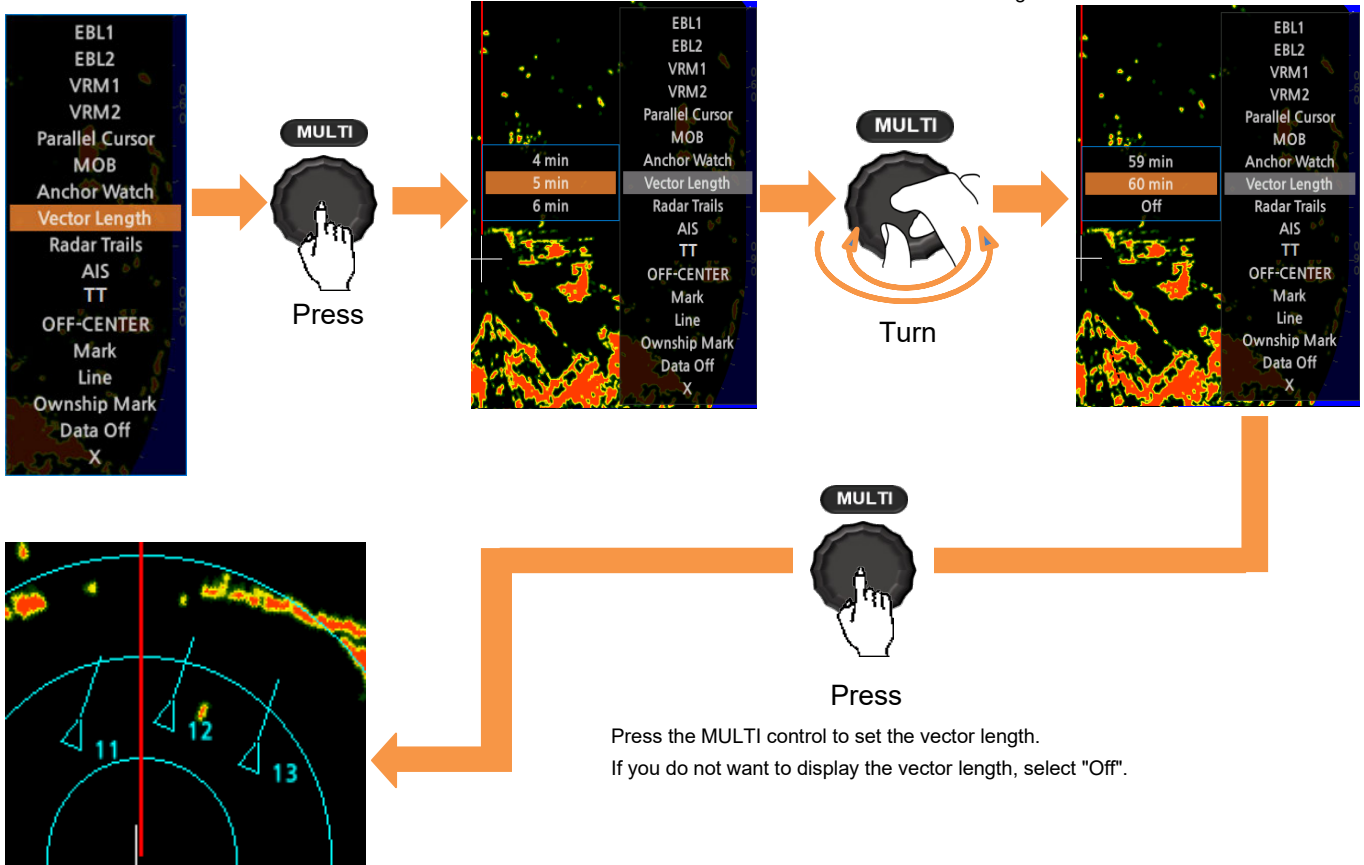 EBL1
EBL2
VRM1
VRM2
Parallel Cursor
MOB
Anchor Watch
Vector Length
Radar Trails
AIS
TT
OFF-CENTER
Mark
Line
Ownship Mark
Data Off
X
MULTI
Press
4 min
5 min
6 min
EBL1
EBL2
VRM1
VRM2
Parallel Cursor
MOB
Anchor Watch
Vector Length
Radar Trails
AIS
TT
OFF-CENTER
Mark
Line
Ownship Mark
Data Off
X
MULTI
Turn
59 min
60 min
Off
EBL1
EBL2
VRM1
VRM2
Parallel Cursor
MOB
Anchor Watch
Vector Length
Radar Trails
AIS
TT
OFF-CENTER
Mark
Line
Ownship Mark
Data Off
X
MULTI
Press
Press the MULTI control to set the vector length.
If you do not want to display the vector length, select "Off".
11
12
13